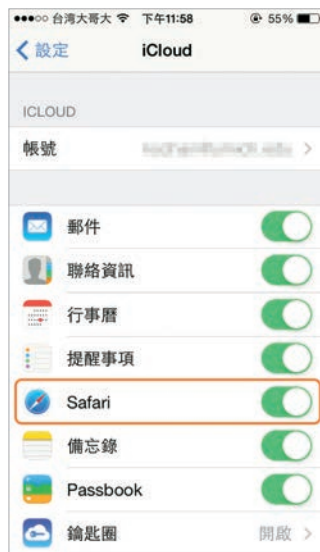 台湾大哥大 下午11:58 55%
設定 iCloud
ICLOUD
帳號
郵件
聯絡資訊
行事曆
提醒事項
Safari
備忘錄
Passbook
鑰匙圈 開啟